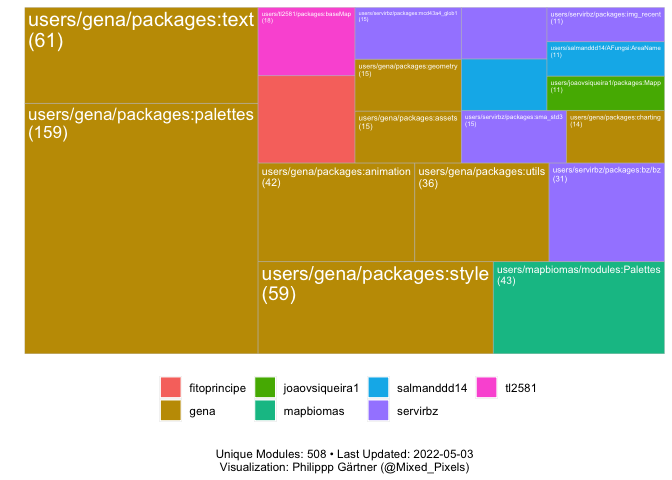 users/gena/packages:text
(61)
users/gena/packages:palettes
(159)
users/tl2581/packages:baseMap
(18)
users/servirbz/packages:mcd43a4_glob1
(15)
users/servirbz/packages:img_recent
(11)
users/salmanddd14/AFungai:AreaName
(11)
users/joaovsiqueira1/packages:Mapp
(11)
users/gena/packages:geometry
(15)
users/gena/packages:assets
(15)
users/servirbz/packages:sma_std3
(15)
users/gena/packages:charting
(14)
users/gena/packages:animation
(42)
users/gena/packages:utils
(36)
users/servirbz/packages:bz/bz
(31)
users/gena/packages:style
(59)
users/mapbiomas/modules:Palettes
(43)
fitoprincipe
joaovsiqueira1
salmanddd14
tl2581
gena
mapbiomas
servirbz
Unique Modules: 508 • Last Updated: 2022-05-03
Visualization: Philippp Gärtner (@Mixed_Pixels)